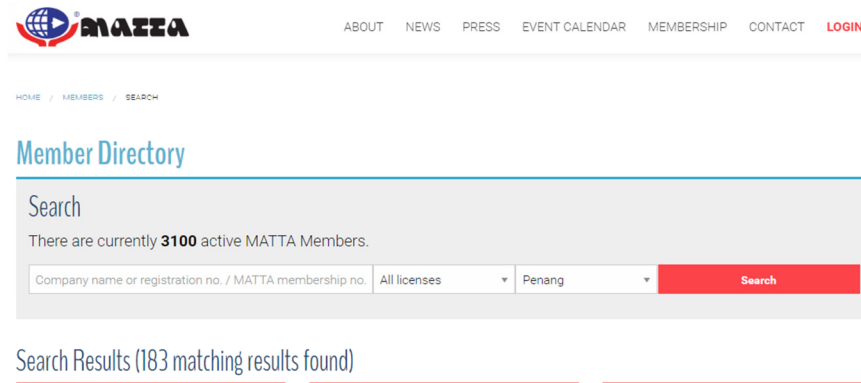 MATTA
ABOUT NEWS PRESS EVENT CALENDAR MEMBERSHIP CONTACT LOGIN
HOME / MEMBERS / SEARCH
Member Directory
Search
There are currently 3100 active MATTA Members.
Company name or registration no. / MATTA membership no. All licenses Penang Search
Search Results (183 matching results found)